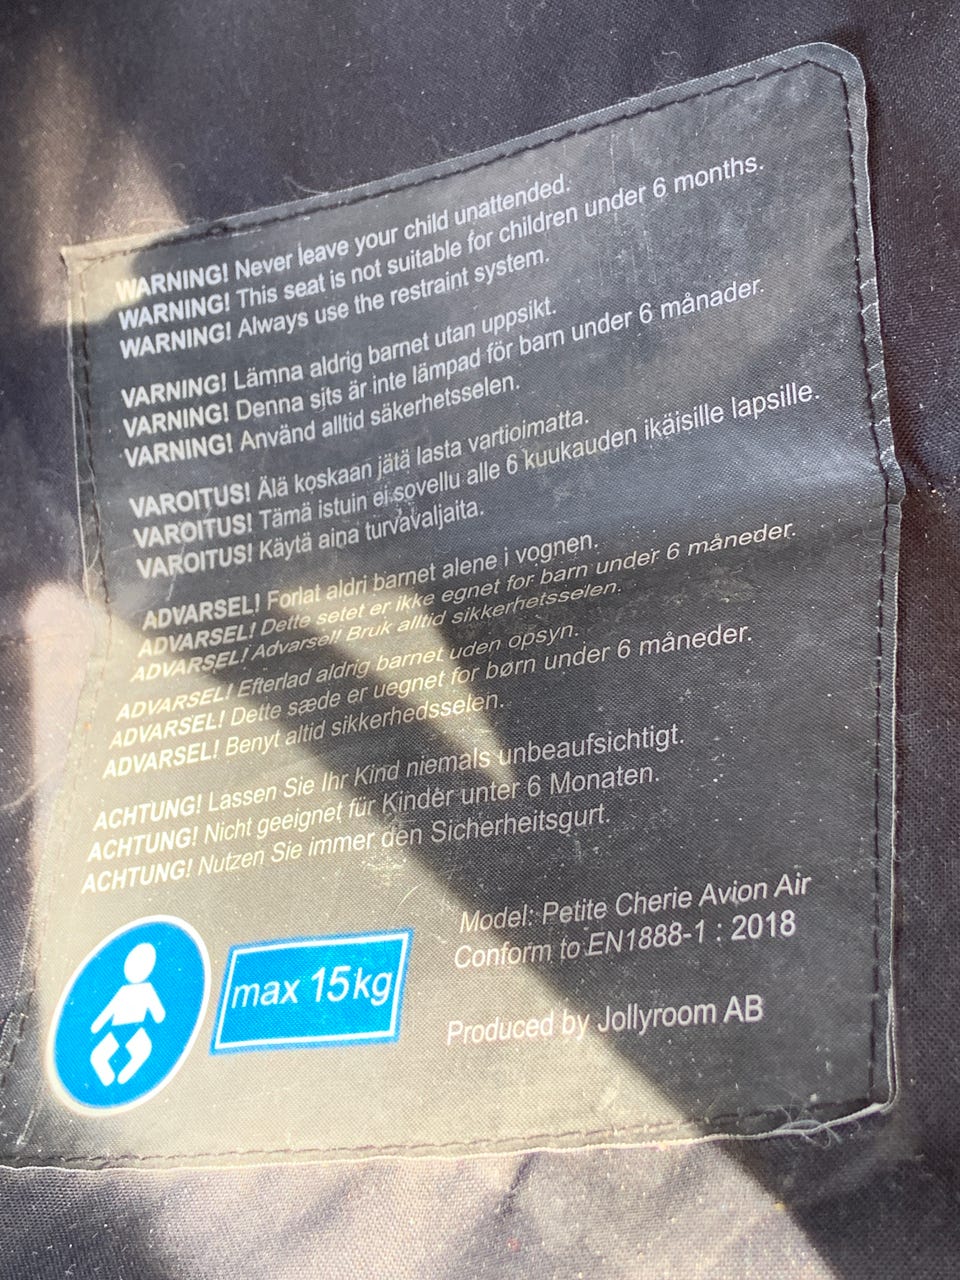 WARNING! Never leave your child unattended.
WARNING! This seat is not suitable for children under 6 months.
WARNING! Always use the restraint system.
VARNING! Lämna aldrig barnet utan uppsikt.
VARNING! Denna sits är inte lämpad för barn under 6 månader.
VARNING! Använd alltid säkerhetsselen.
VAROITUS! Älä koskaan jätä lasta vartioimatta.
VAROITUS! Tämä istuin ei sovellu alle 6 kuukauden ikäisille lapsille.
VAROITUS! Käytä aina turvavaljaita.
ADVARSEL! Forlat aldri barnet alene i vognen.
ADVARSEL! Dette setet er ikke egnet for barn under 6 måneder.
ADVARSEL! Advarsel! Bruk alltid sikkerhetsselen.
ADVARSEL! Efterlad aldrig barnet uden opsyn.
ADVARSEL! Dette sæde er uegnet for børn under 6 måneder.
ADVARSEL! Benyt altid sikkerhedsselen.
ACHTUNG! Lassen Sie Ihr Kind niemals unbeaufsichtigt.
ACHTUNG! Nicht geeignet für Kinder unter 6 Monaten.
ACHTUNG! Nutzen Sie immer den Sicherheitsgurt.
max 15kg
Model: Petite Cherie Avion Air
Conform to EN1888-1 : 2018
Produced by Jollyroom AB